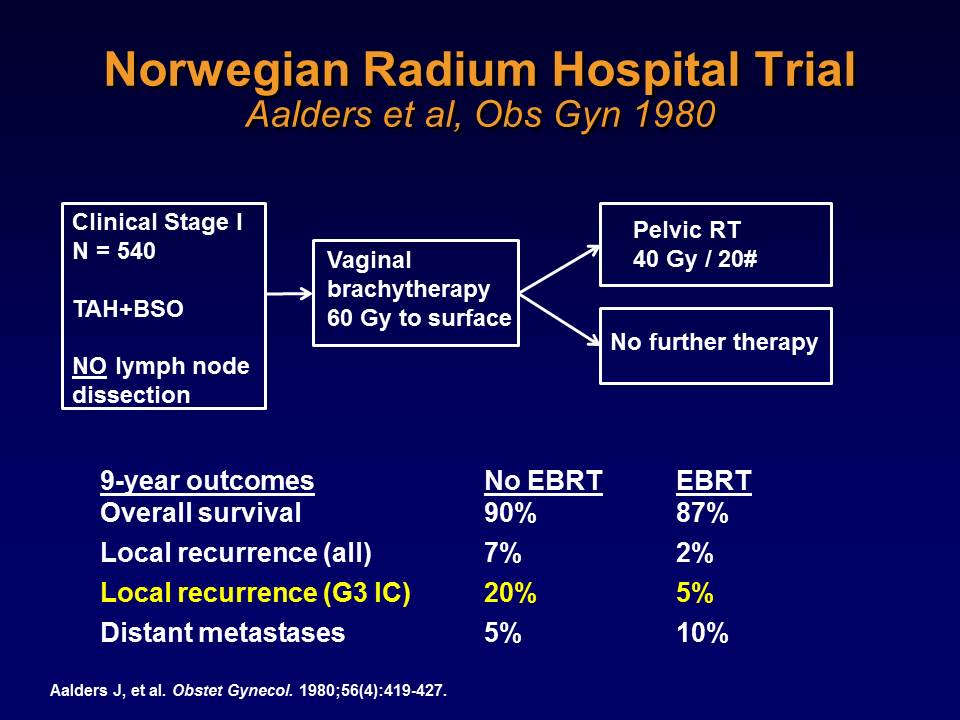 Norwegian Radium Hospital Trial
Aalders et al, Obs Gyn 1980
Clinical Stage I
N = 540
TAH+BSO
NO lymph node
dissection
Vaginal
brachytherapy
60 Gy to surface
Pelvic RT
40 Gy / 20#
No further therapy
9-year outcomes No EBRT EBRT
Overall survival 90% 87%
Local recurrence (all) 7% 2%
Local recurrence (G3 IC) 20% 5%
Distant metastases 5% 10%
Aalders J, et al. Obstet Gynecol. 1980;56(4):419-427.